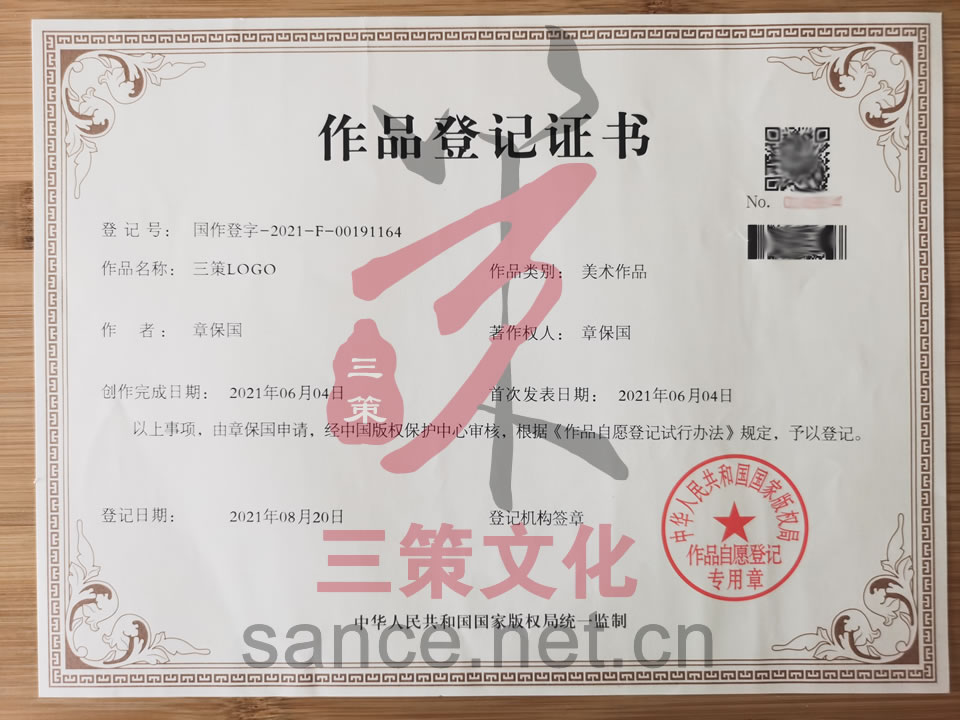 作品登记证书
No.
登 记 号： 国作登字-2021-F-00191164
作品名称： 三策LOGO
作品类别： 美术作品
作 者： 章保国
著作权人： 章保国
三策
创作完成日期： 2021年06月04日
首次发表日期： 2021年06月04日
以上事项，由章保国申请，经中国版权保护中心审核，根据《作品自愿登记试行办法》规定，予以登记。
登记日期： 2021年08月20日
登记机构签章
中华人民共和国国家版权局
作品自愿登记
专用章
三策文化
中华人民共和国国家版权局统一监制
sance.net.cn